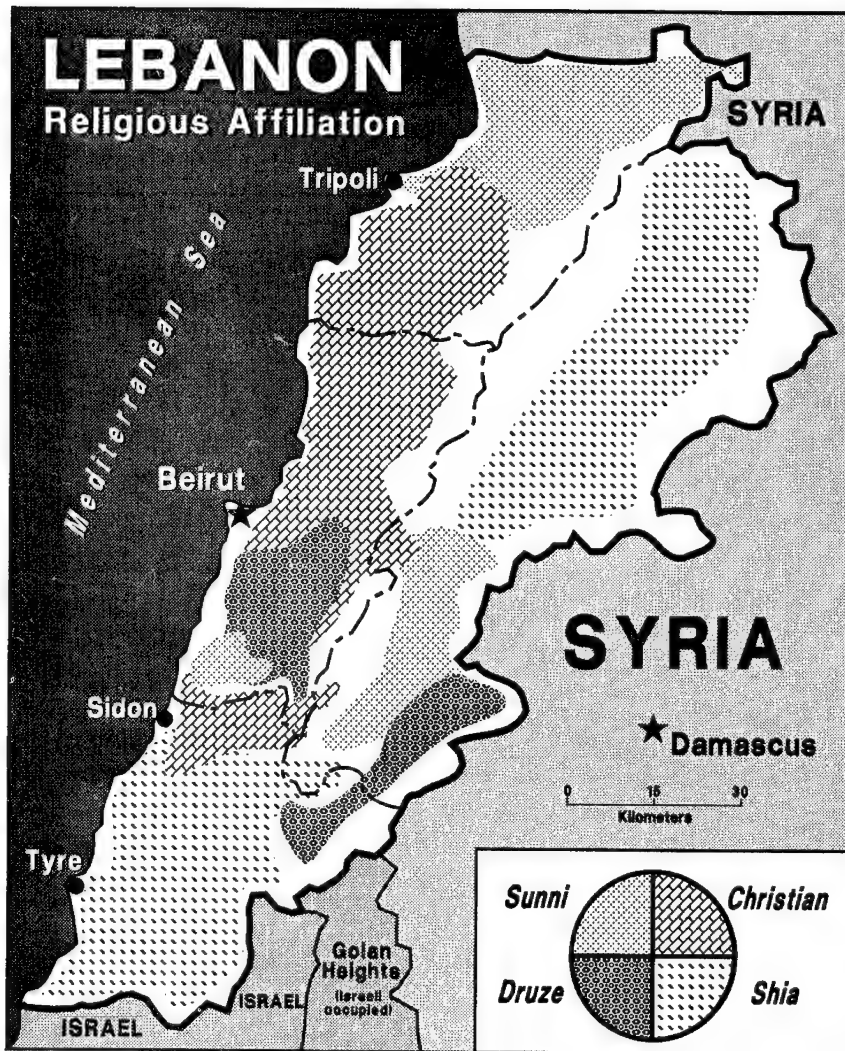 LEBANON
Religious Affiliation
SYRIA
Tripoli
Mediterranean Sea
Beirut
SYRIA
Sidon
Damascus
0 15 30
Kilometers
Tyre
Sunni
Christian
Golan
Heights
(Israeli
occupied)
ISRAEL
Druze
Shia
ISRAEL